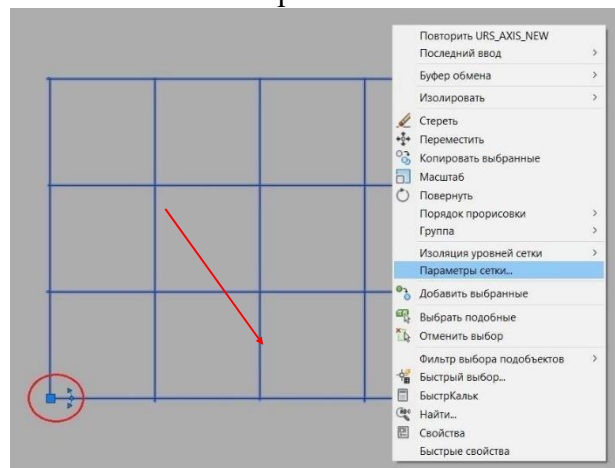 Повторить URS_AXIS_NEW
Последний ввод
Буфер обмена
Изолировать
Стереть
Переместить
Копировать выбранные
Масштаб
Повернуть
Порядок прорисовки
Группа
Изоляция уровней сетки
Параметры сетки...
Добавить выбранные
Выбрать подобные
Отменить выбор
Фильтр выбора подобъектов
Быстрый выбор...
БыстрКальк
Найти...
Свойства
Быстрые свойства